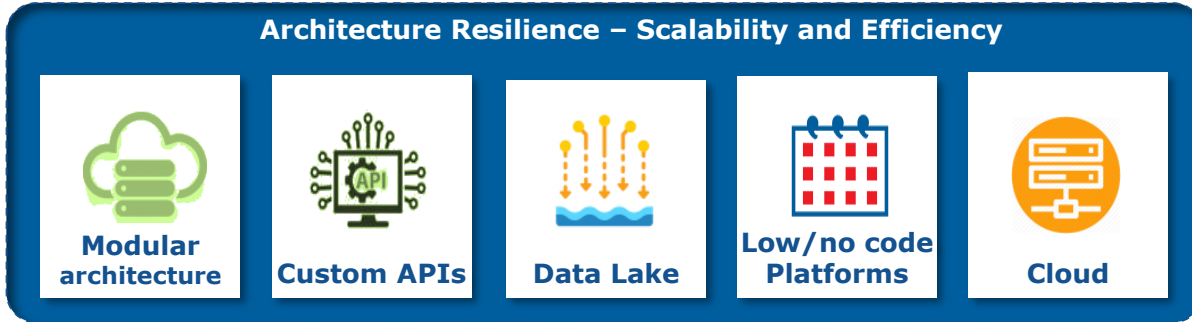 Architecture Resilience – Scalability and Efficiency
Modular
architecture
API
Custom APIs
Data Lake
Low/no code
Platforms
Cloud